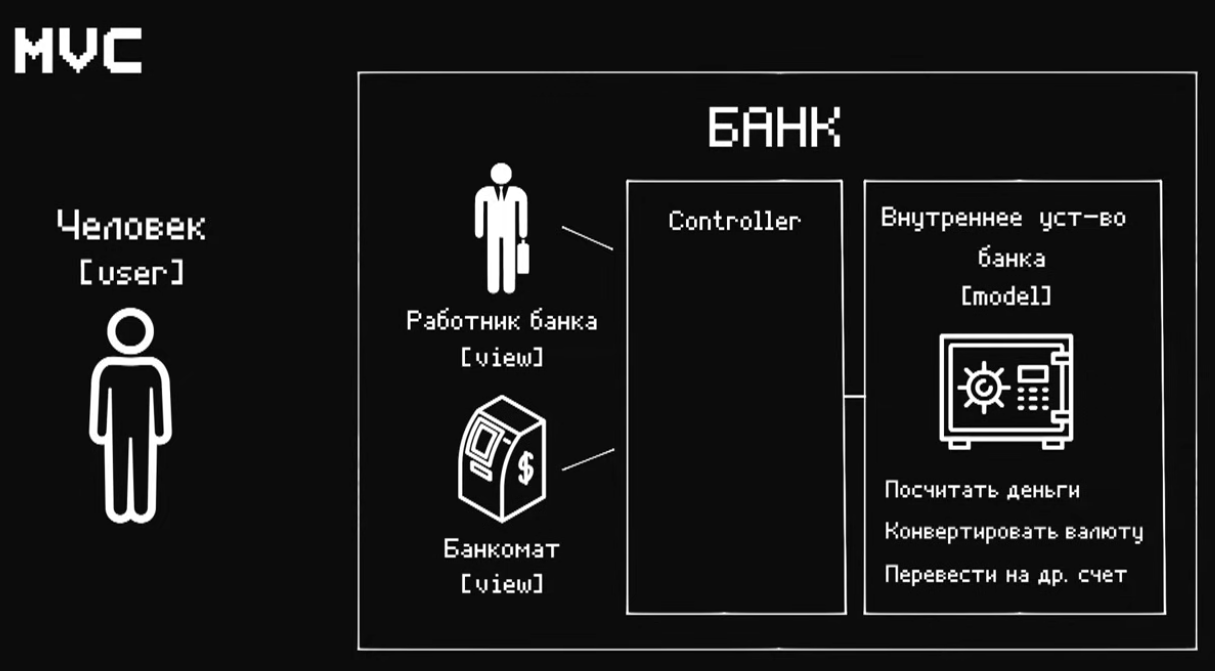 MVC
БАНК
Человек
[user]
Работник банка
[view]
Банкомат
[view]
Controller
Внутреннее уст-во
банка
[model]
$
Посчитать деньги
Конвертировать валюту
Перевести на др. счет